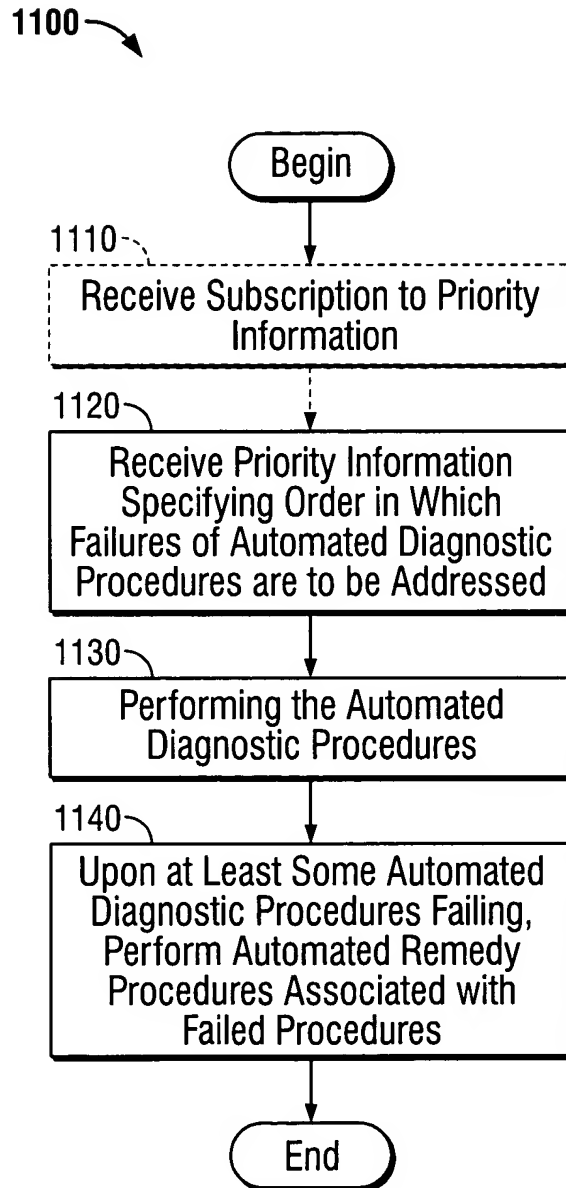 1100
Begin
1110
Receive Subscription to Priority
Information
1120
Receive Priority Information
Specifying Order in Which
Failures of Automated Diagnostic
Procedures are to be Addressed
1130
Performing the Automated
Diagnostic Procedures
1140
Upon at Least Some Automated
Diagnostic Procedures Failing,
Perform Automated Remedy
Procedures Associated with
Failed Procedures
End